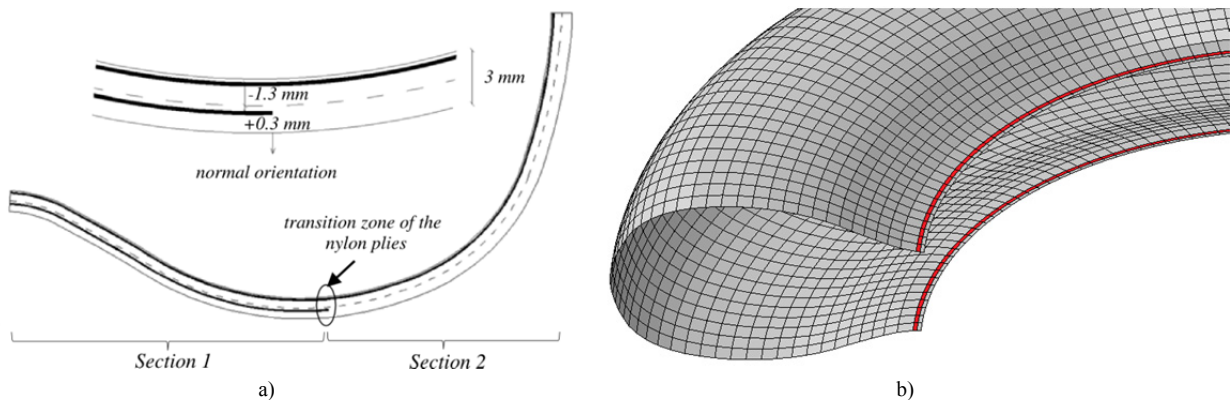 3 mm
-1.3 mm
+0.3 mm
normal orientation
transition zone of the
nylon plies
Section 1
Section 2
a)
b)